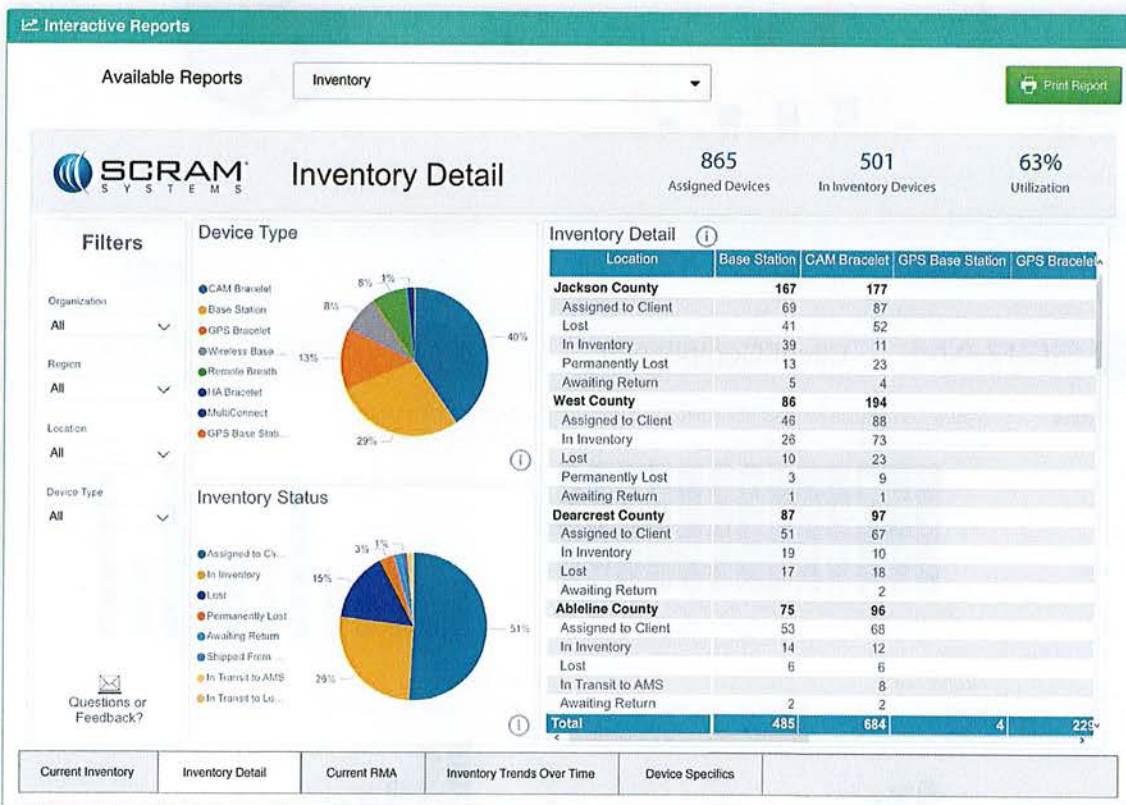 Interactive Reports
Available Reports
Inventory
Print Report
SCRAM
SYSTEMS
Inventory Detail
865
Assigned Devices
501
In Inventory Devices
63%
Utilization
Filters
Organization
All
Region
All
Location
All
Device Type
All
Questions or
Feedback?
Device Type
CAM Bracelet
Base Station
GPS Bracelet
Wireless Base ...
Remote Breath
HA Bracelet
MultiConnect
GPS Base Stati...
8% 1%
8%
13%
40%
29%
Inventory Status
Assigned to Cli...
In Inventory
Lost
Permanently Lost
Awaiting Return
Shipped From ...
In Transit to AMS
In Transit to Lo...
3% 1%
15%
51%
29%
Inventory Detail
Location Base Station CAM Bracelet GPS Base Station GPS Bracelet
Jackson County 167 177
Assigned to Client 69 87
Lost 41 52
In Inventory 39 11
Permanently Lost 13 23
Awaiting Return 5 4
West County 86 194
Assigned to Client 46 88
In Inventory 26 73
Lost 10 23
Permanently Lost 3 9
Awaiting Return 1 1
Dearcrest County 87 97
Assigned to Client 51 67
In Inventory 19 10
Lost 17 18
Awaiting Return 2
Ableline County 75 96
Assigned to Client 53 68
In Inventory 14 12
Lost 6 6
In Transit to AMS 8
Awaiting Return 2 2
Total 485 684 4 229
Current Inventory Inventory Detail Current RMA Inventory Trends Over Time Device Specifics